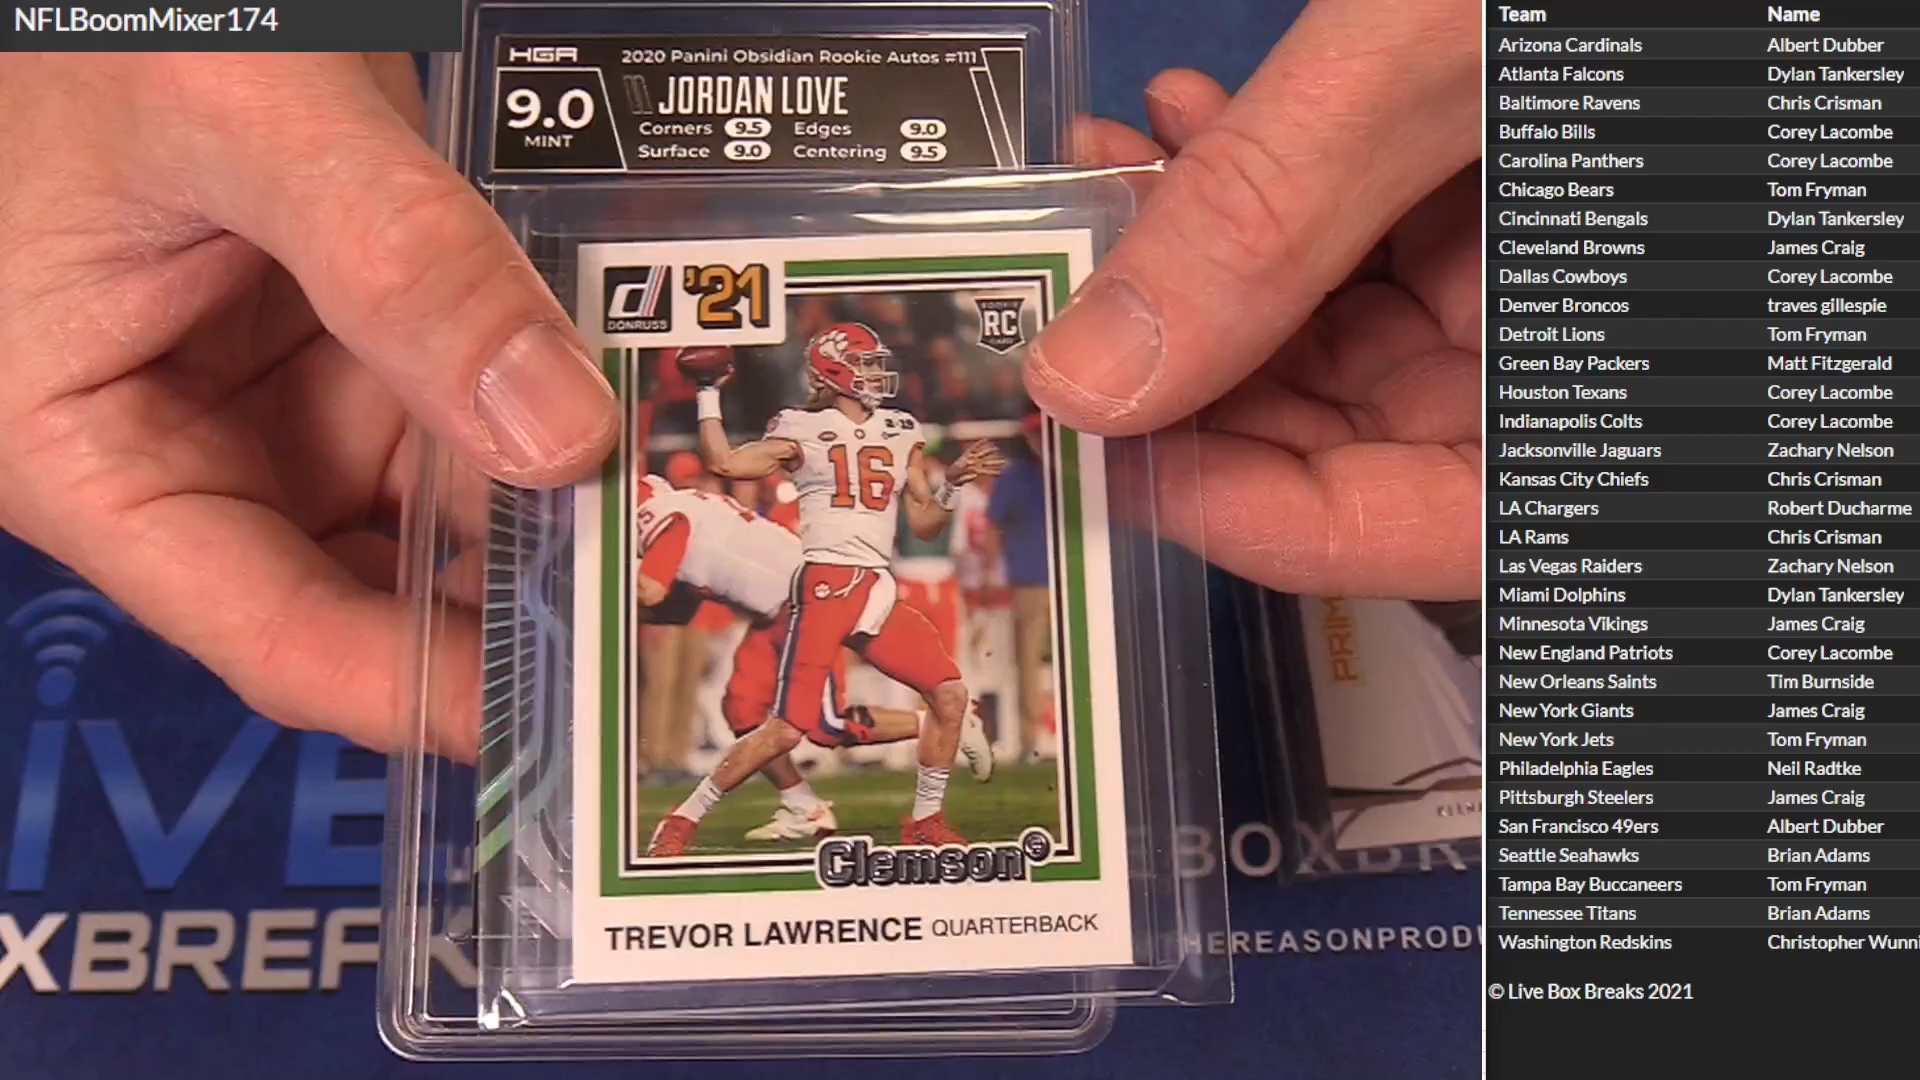 NFLBoomMixer174
HGA
2020 Panini Obsidian Rookie Autos #111
9.0
MINT
JORDAN LOVE
Corners 9.5 Edges 9.0
Surface 9.0 Centering 9.5
DONRUSS
'21
ROOKIE
RC
CARD
16
Clemson
TREVOR LAWRENCE QUARTERBACK
Team Name
Arizona Cardinals Albert Dubber
Atlanta Falcons Dylan Tankersley
Baltimore Ravens Chris Crisman
Buffalo Bills Corey Lacombe
Carolina Panthers Corey Lacombe
Chicago Bears Tom Fryman
Cincinnati Bengals Dylan Tankersley
Cleveland Browns James Craig
Dallas Cowboys Corey Lacombe
Denver Broncos traves gillespie
Detroit Lions Tom Fryman
Green Bay Packers Matt Fitzgerald
Houston Texans Corey Lacombe
Indianapolis Colts Corey Lacombe
Jacksonville Jaguars Zachary Nelson
Kansas City Chiefs Chris Crisman
LA Chargers Robert Ducharme
LA Rams Chris Crisman
Las Vegas Raiders Zachary Nelson
Miami Dolphins Dylan Tankersley
Minnesota Vikings James Craig
New England Patriots Corey Lacombe
New Orleans Saints Tim Burnside
New York Giants James Craig
New York Jets Tom Fryman
Philadelphia Eagles Neil Radtke
Pittsburgh Steelers James Craig
San Francisco 49ers Albert Dubber
Seattle Seahawks Brian Adams
Tampa Bay Buccaneers Tom Fryman
Tennessee Titans Brian Adams
Washington Redskins Christopher Wunni
© Live Box Breaks 2021